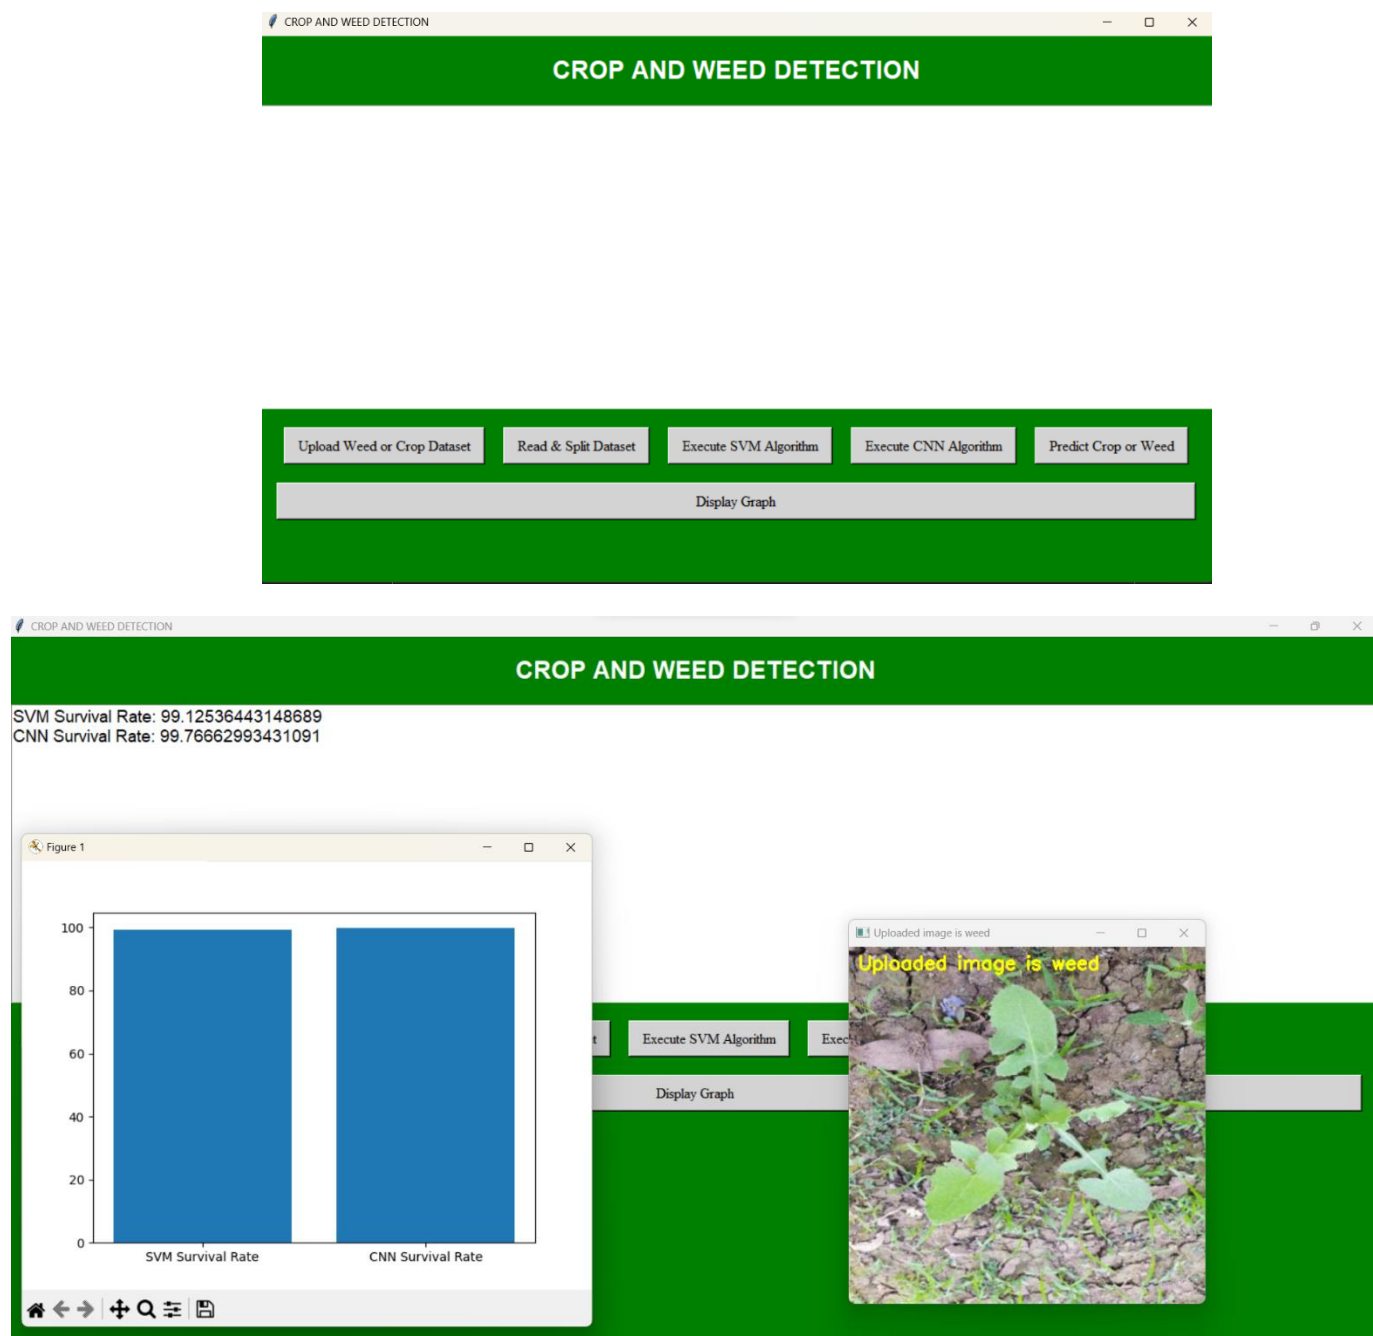 CROP AND WEED DETECTION
CROP AND WEED DETECTION
Upload Weed or Crop Dataset
Read & Split Dataset
Execute SVM Algorithm
Execute CNN Algorithm
Predict Crop or Weed
Display Graph
CROP AND WEED DETECTION
CROP AND WEED DETECTION
SVM Survival Rate: 99.12536443148689
CNN Survival Rate: 99.76662993431091
Figure 1
100
80
60
40
20
0
SVM Survival Rate
CNN Survival Rate
t
Execute SVM Algorithm
Exec
Display Graph
Uploaded image is weed
Uploaded image is weed